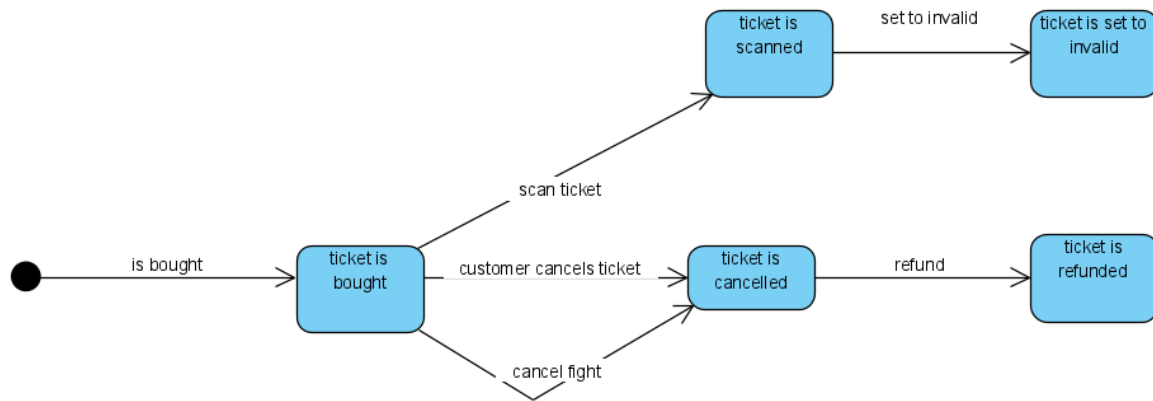 ticket is
scanned
set to invalid
ticket is set to
invalid
scan ticket
is bought
ticket is
bought
customer cancels ticket
ticket is
cancelled
refund
ticket is
refunded
cancel fight